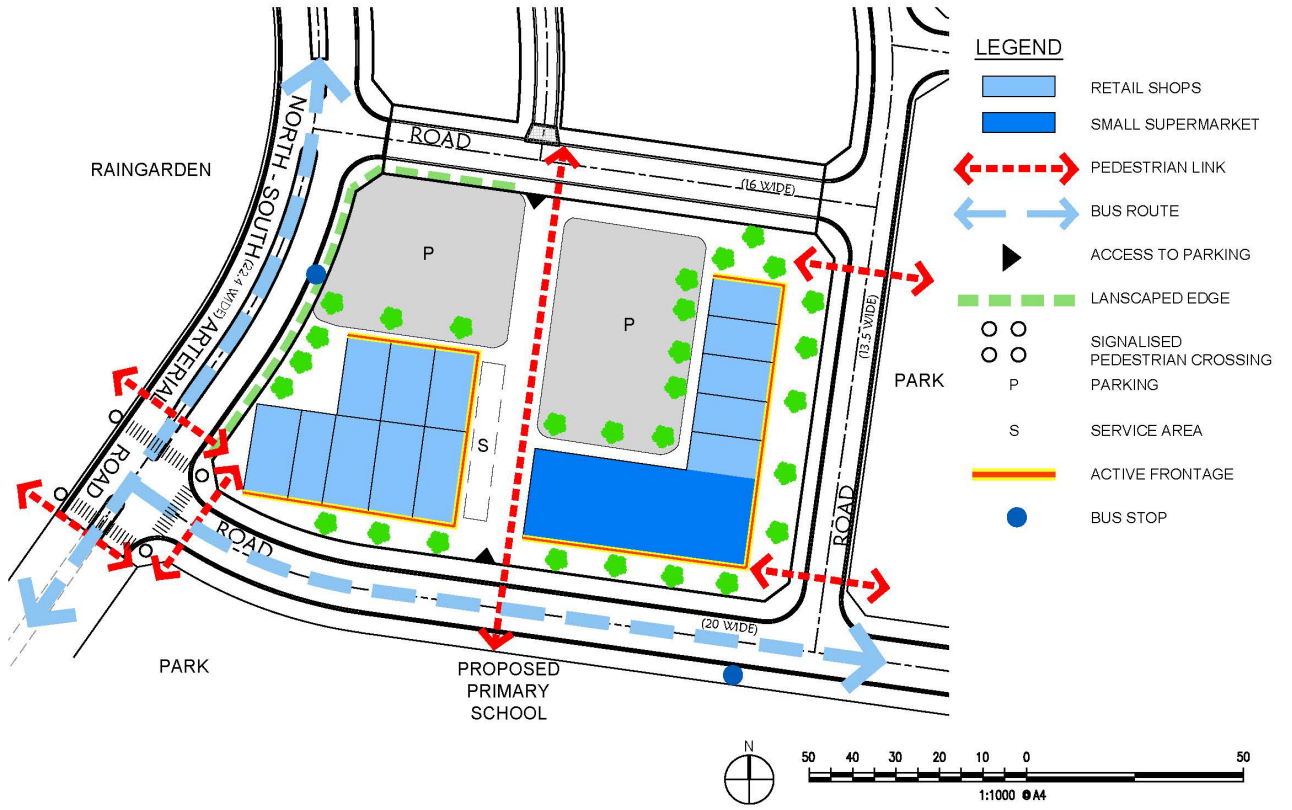 LEGEND
RETAIL SHOPS
SMALL SUPERMARKET
PEDESTRIAN LINK
BUS ROUTE
ACCESS TO PARKING
LANSCAPED EDGE
SIGNALISED
PEDESTRIAN CROSSING
P PARKING
S SERVICE AREA
ACTIVE FRONTAGE
BUS STOP
RAINGARDEN
NORTH - SOUTH (22.4 WIDE) ARTERIAL ROAD
ROAD
(16 WIDE)
P
P
(13.5 WIDE)
PARK
S
ROAD
ROAD
(20 WIDE)
PARK
PROPOSED
PRIMARY
SCHOOL
N
50 40 30 20 10 0 50
1:1000 @A4